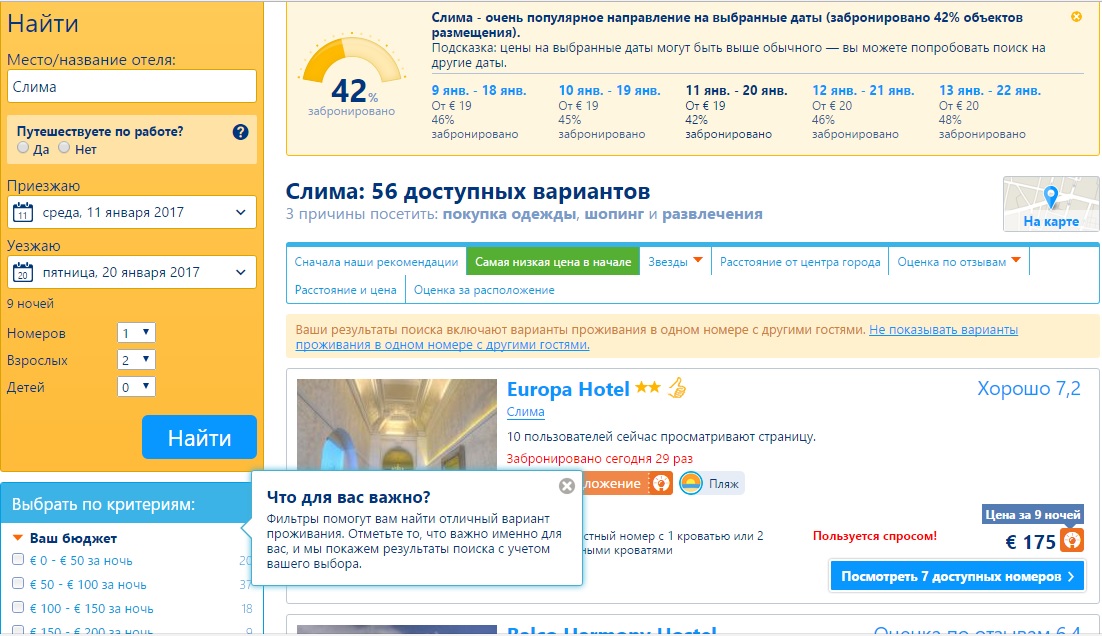 Найти
Место/название отеля:
Слима
Путешествуете по работе?
Да
Нет
Приезжаю
11
среда, 11 января 2017
Уезжаю
20
пятница, 20 января 2017
9 ночей
Номеров
1
Взрослых
2
Детей
0
Найти
Выбрать по критериям:
Ваш бюджет
€ 0 - € 50 за ночь
€ 50 - € 100 за ночь
37
€ 100 - € 150 за ночь
18
€ 150 - € 200 за ночь
9
42%
забронировано
Слима - очень популярное направление на выбранные даты (забронировано 42% объектов
размещения).
Подсказка: цены на выбранные даты могут быть выше обычного — вы можете попробовать поиск на
другие даты.
9 янв. - 18 янв.
От € 19
46%
забронировано
10 янв. - 19 янв.
От € 19
45%
забронировано
11 янв. - 20 янв.
От € 19
42%
забронировано
12 янв. - 21 янв.
От € 20
46%
забронировано
13 янв. - 22 янв.
От € 20
48%
забронировано
Слима: 56 доступных вариантов
3 причины посетить: покупка одежды, шопинг и развлечения
На карте
Сначала наши рекомендации
Самая низкая цена в начале
Звезды
Расстояние от центра города
Оценка по отзывам
Расстояние и цена
Оценка за расположение
Ваши результаты поиска включают варианты проживания в одном номере с другими гостями. Не показывать варианты
проживания в одном номере с другими гостями.
Europa Hotel
Хорошо 7,2
Слима
10 пользователей сейчас просматривают страницу.
Забронировано сегодня 29 раз
ложение
Пляж
Что для вас важно?
Фильтры помогут вам найти отличный вариант
проживания. Отметьте то, что важно именно для
вас, и мы покажем результаты поиска с учетом
вашего выбора.
стный номер с 1 кроватью или 2
ными кроватями
Пользуется спросом!
Цена за 9 ночей
€ 175
Посмотреть 7 доступных номеров
Balco Harmony Hostel
Оценка по отзывам 6,4